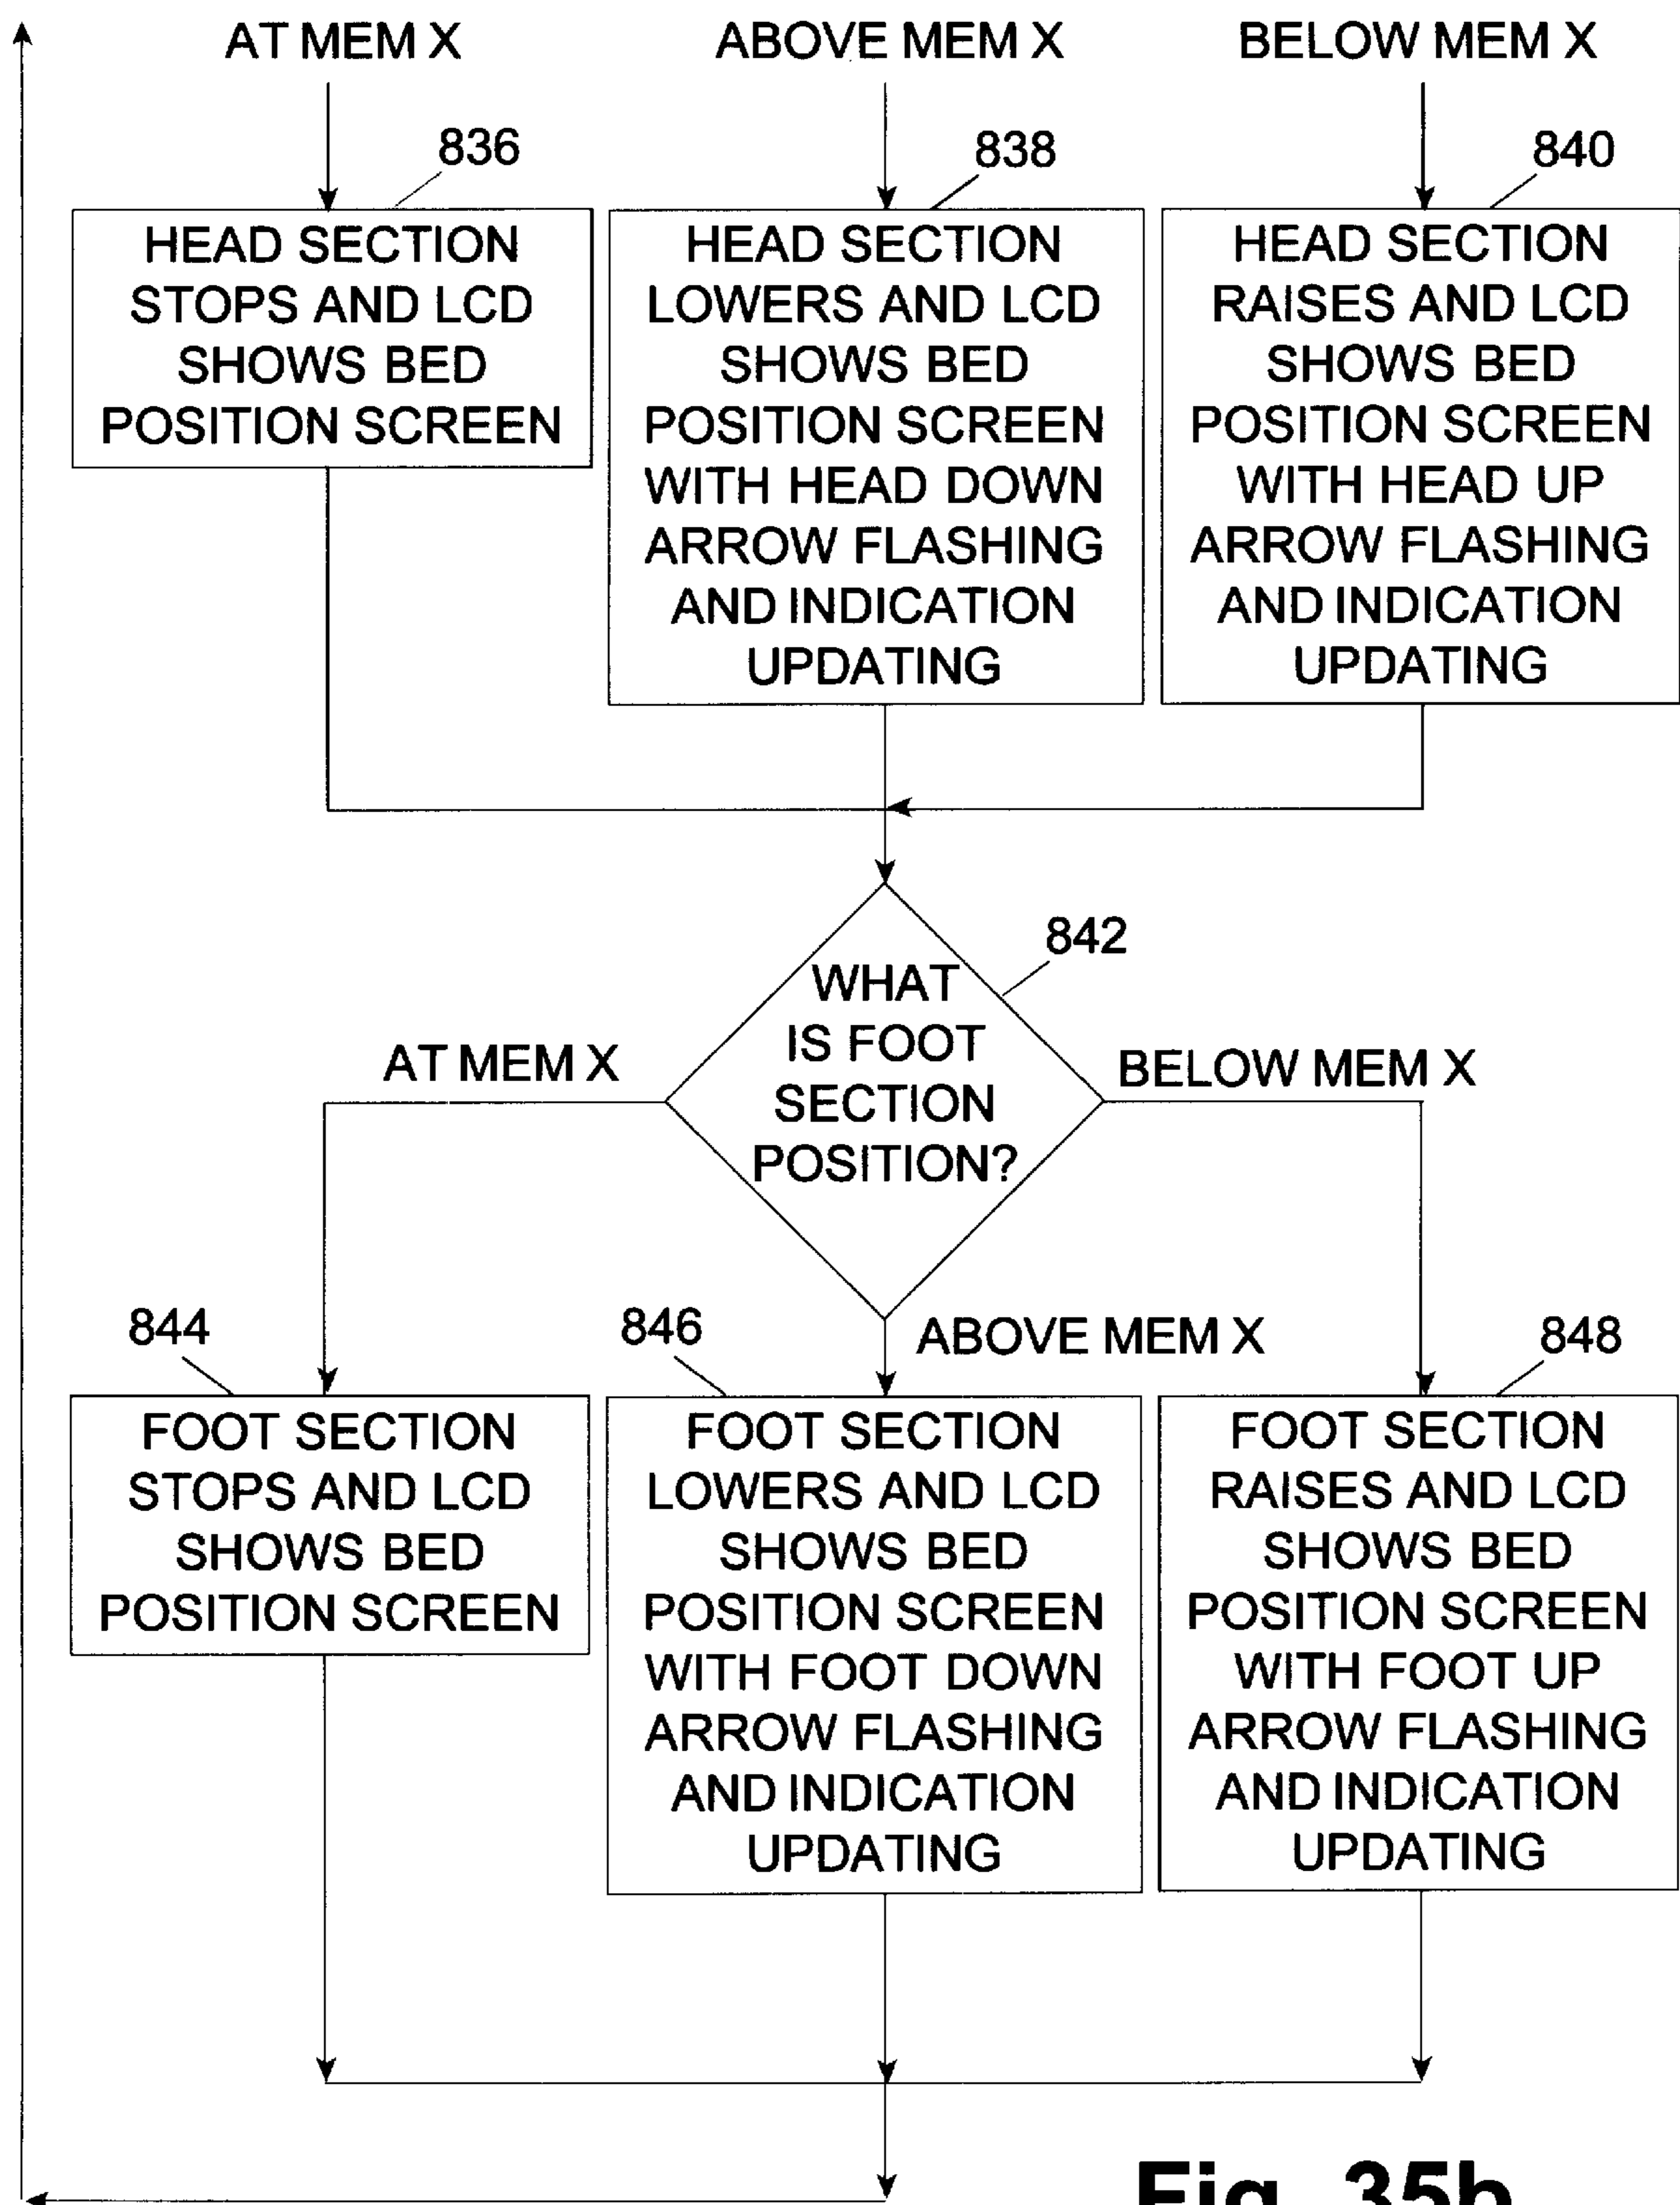 AT MEM X
ABOVE MEM X
BELOW MEM X
836
838
840
HEAD SECTION
STOPS AND LCD
SHOWS BED
POSITION SCREEN
HEAD SECTION
LOWERS AND LCD
SHOWS BED
POSITION SCREEN
WITH HEAD DOWN
ARROW FLASHING
AND INDICATION
UPDATING
HEAD SECTION
RAISES AND LCD
SHOWS BED
POSITION SCREEN
WITH HEAD UP
ARROW FLASHING
AND INDICATION
UPDATING
842
WHAT
IS FOOT
SECTION
POSITION?
AT MEM X
BELOW MEM X
ABOVE MEM X
844
846
848
FOOT SECTION
STOPS AND LCD
SHOWS BED
POSITION SCREEN
FOOT SECTION
LOWERS AND LCD
SHOWS BED
POSITION SCREEN
WITH FOOT DOWN
ARROW FLASHING
AND INDICATION
UPDATING
FOOT SECTION
RAISES AND LCD
SHOWS BED
POSITION SCREEN
WITH FOOT UP
ARROW FLASHING
AND INDICATION
UPDATING
Fig. 35b